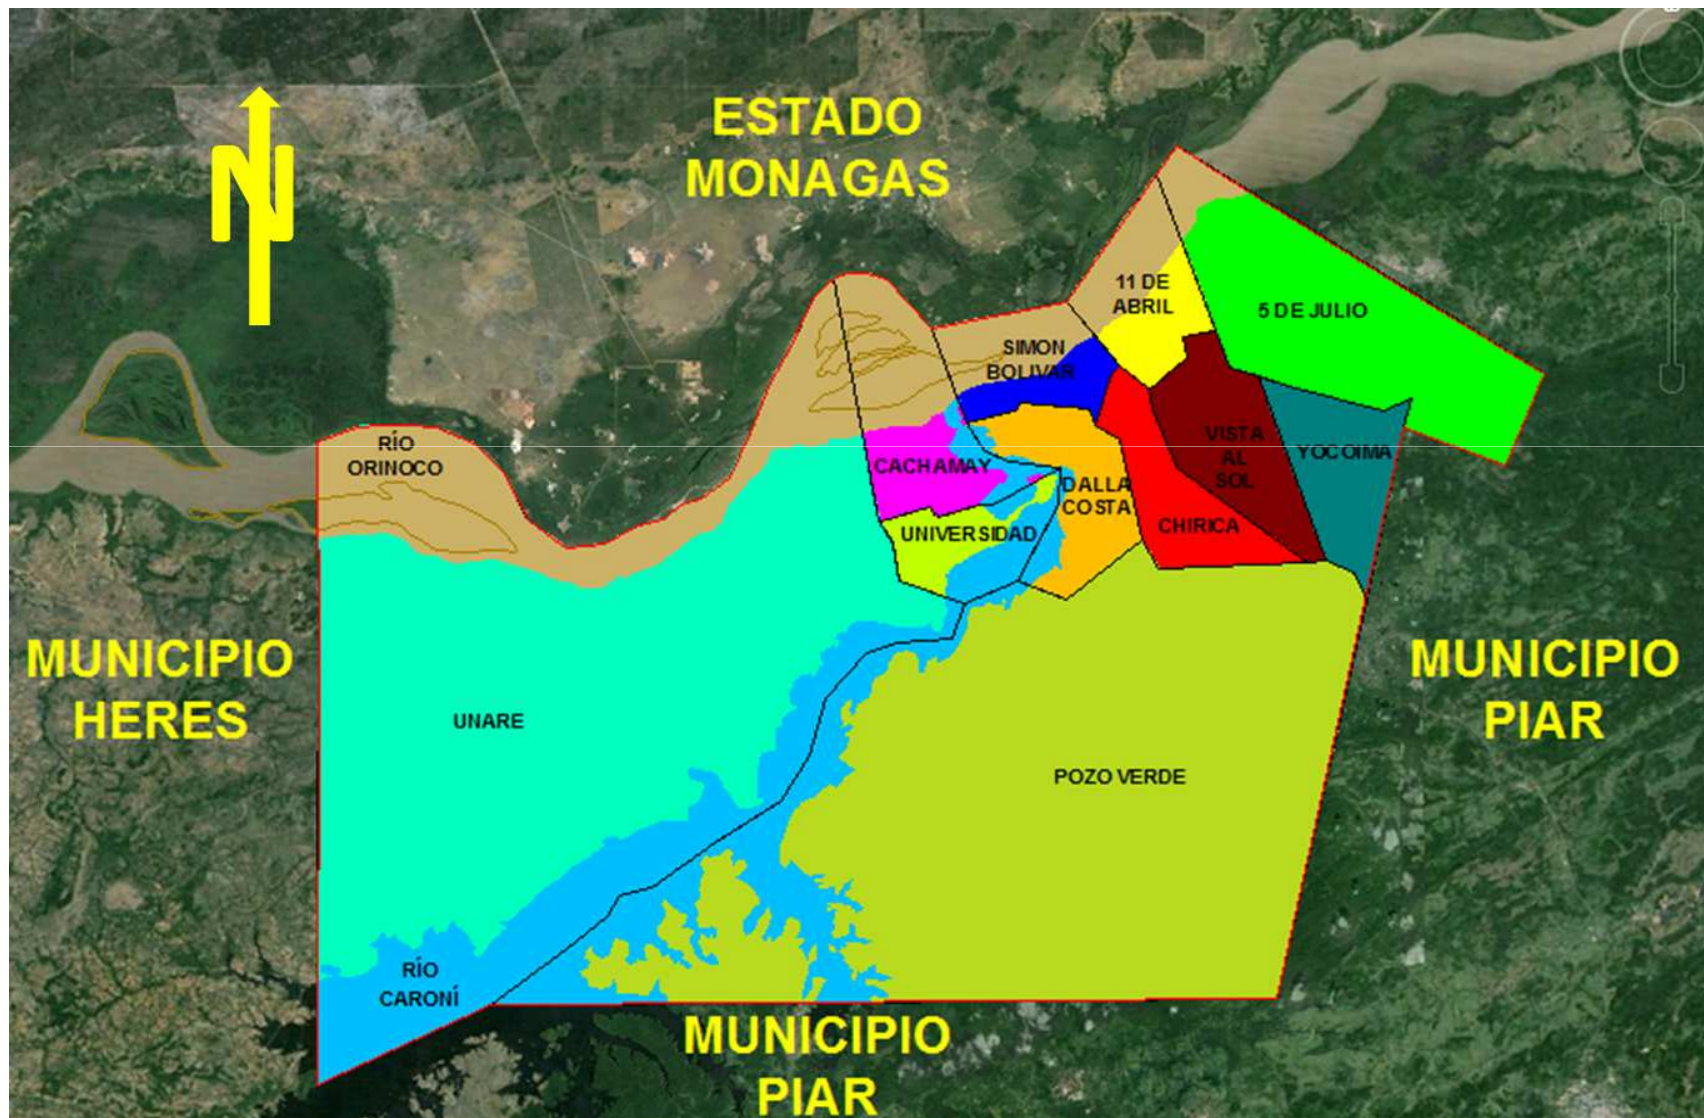 ESTADO
MONAGAS
N
11 DE
ABRIL
5 DE JULIO
SIMON
BOLIVAR
RÍO
ORINOCO
CACHAMAY
VISTA
AL
SOL
YOCOIMA
DALLA
COSTA
CHIRICA
UNIVERSIDAD
MUNICIPIO
HERES
UNARE
MUNICIPIO
PIAR
POZO VERDE
RÍO
CARONÍ
MUNICIPIO
PIAR